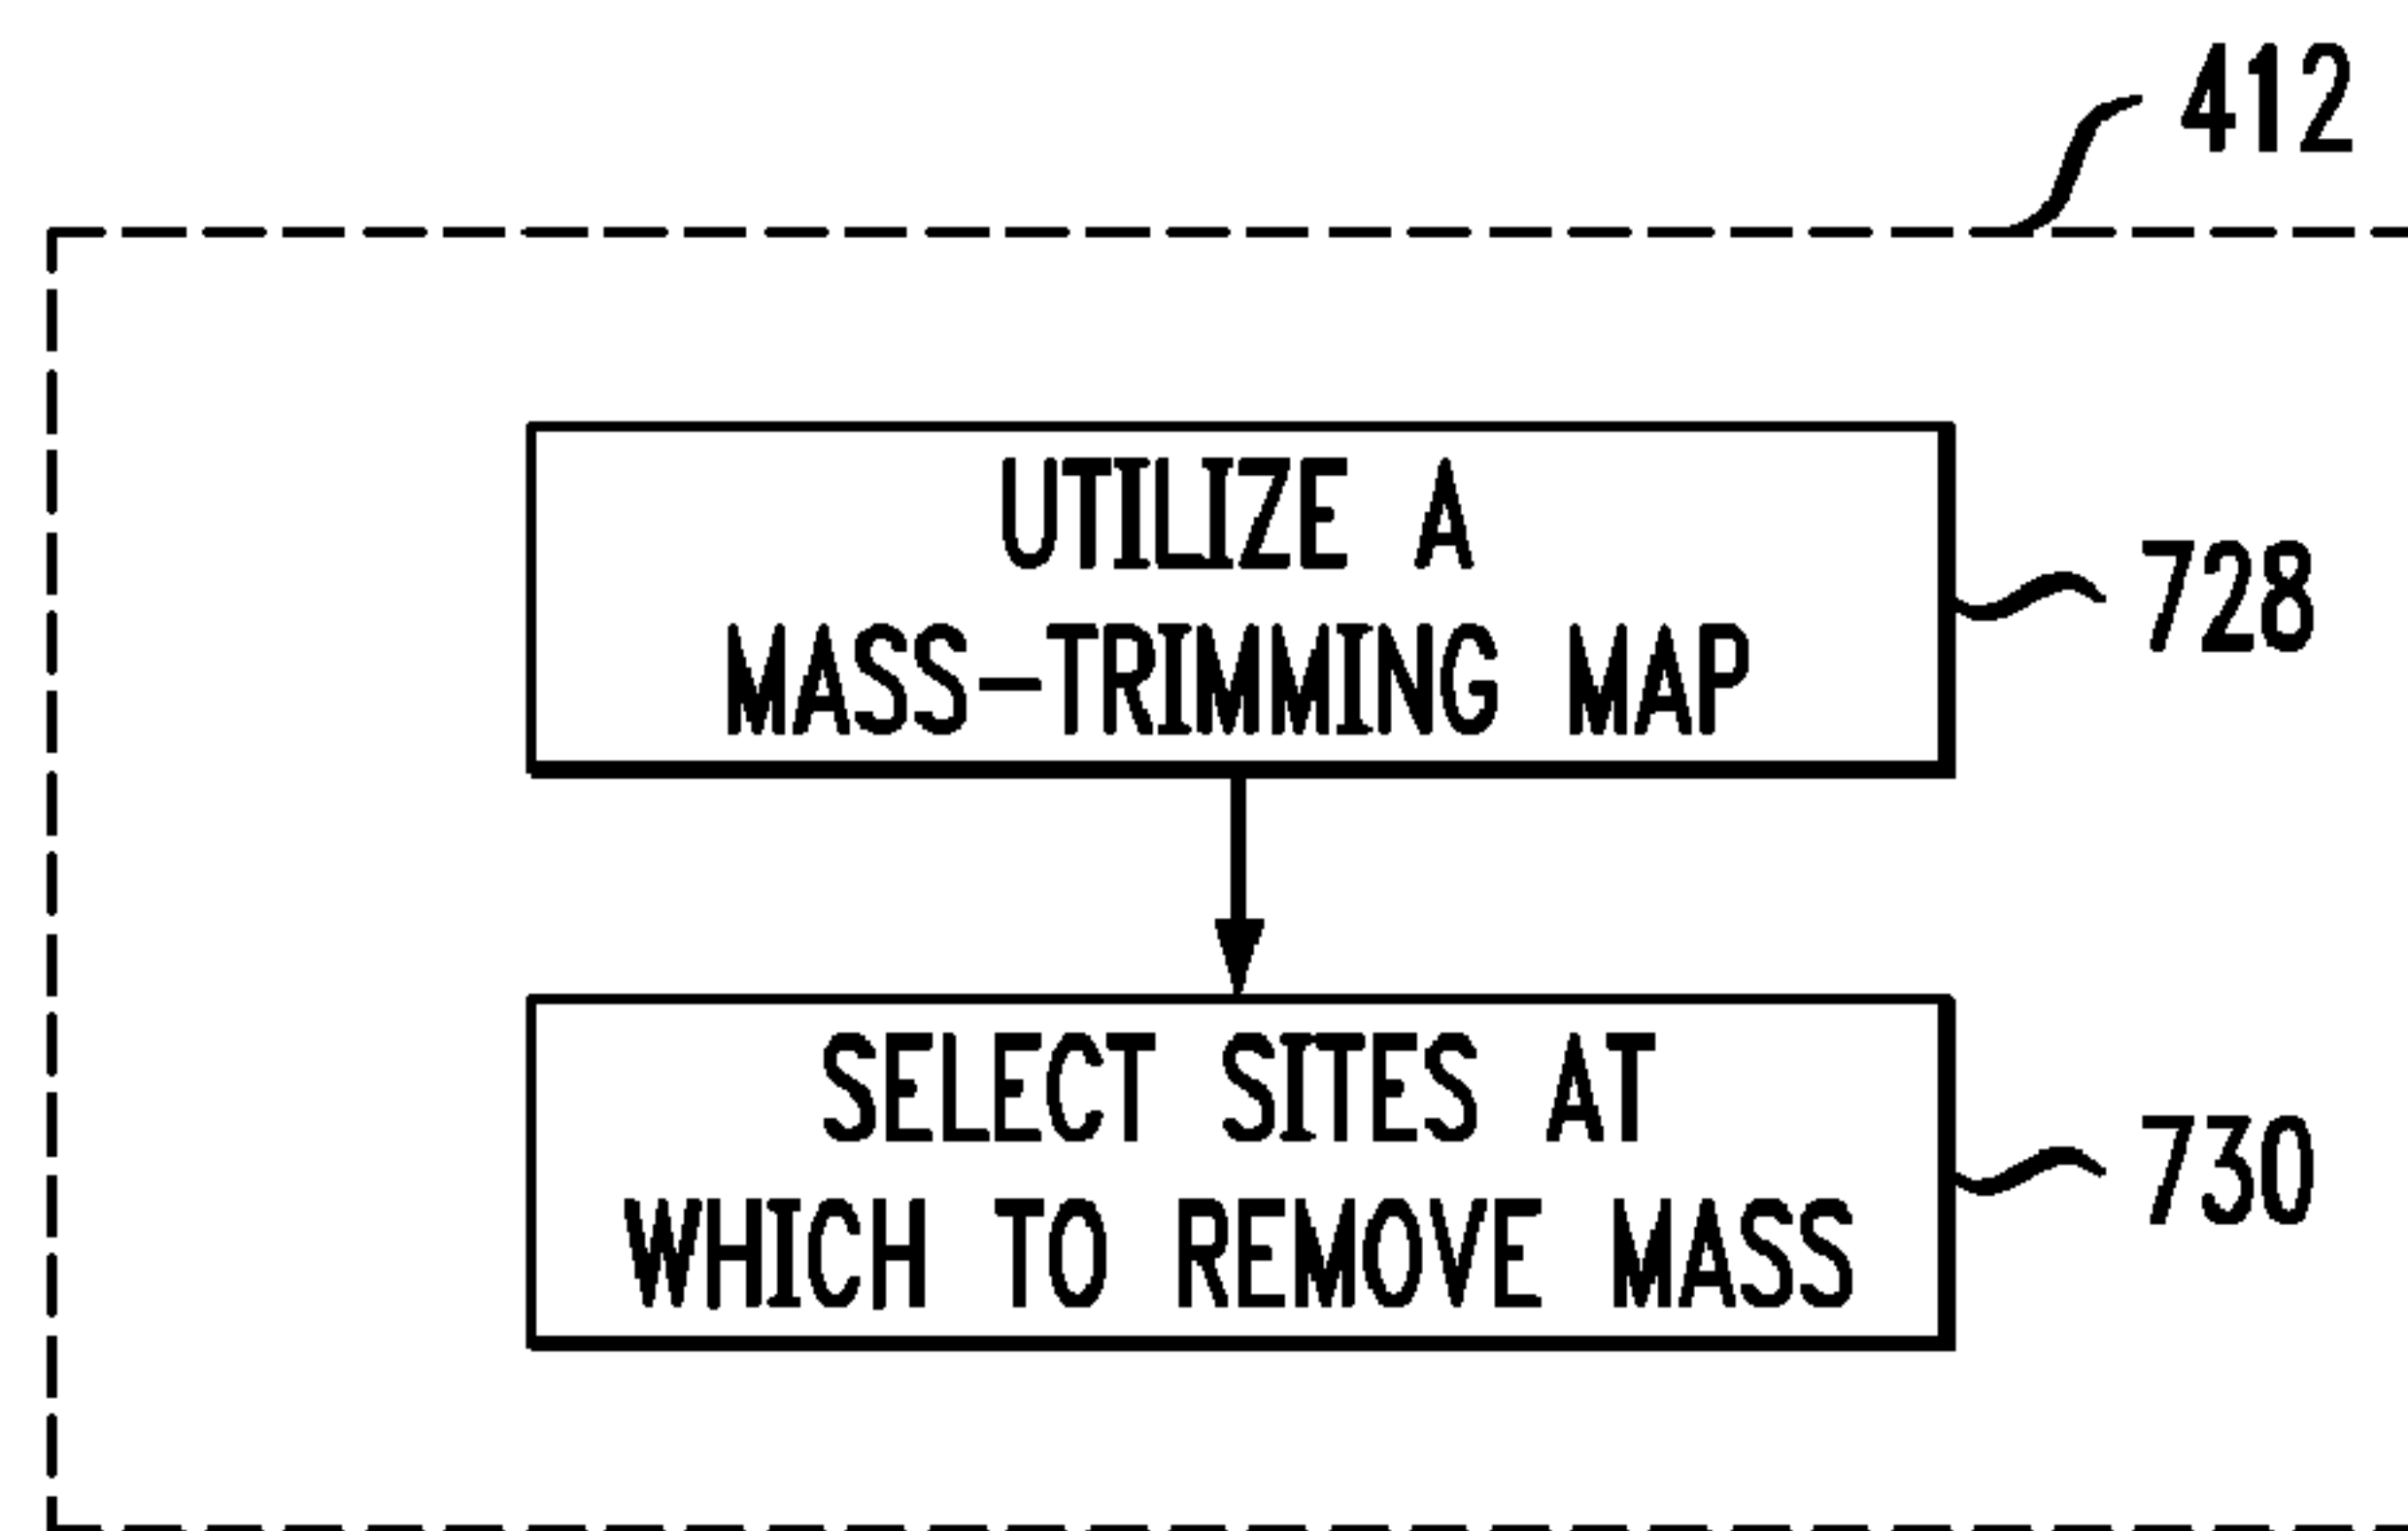 412
UTILIZE A
MASS-TRIMMING MAP
728
SELECT SITES AT
WHICH TO REMOVE MASS
730